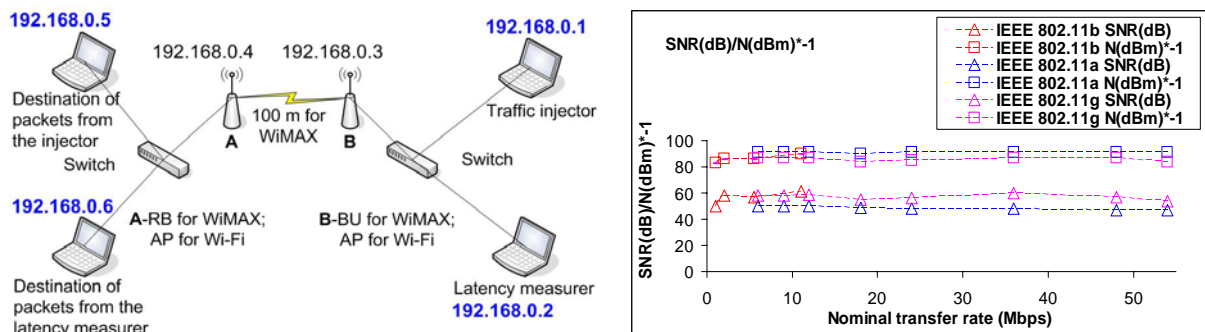 192.168.0.5
192.168.0.1
192.168.0.4
192.168.0.3
Destination of
packets from
the injector
100 m for
WiMAX
Traffic injector
A
B
Switch
Switch
192.168.0.6
A-RB for WiMAX;
AP for Wi-Fi
B-BU for WiMAX;
AP for Wi-Fi
Destination of
packets from the
latency measurer
Latency measurer
192.168.0.2
SNR(dB)/N(dBm)*-1
IEEE 802.11b SNR(dB)
IEEE 802.11b N(dBm)*-1
IEEE 802.11a SNR(dB)
IEEE 802.11a N(dBm)*-1
IEEE 802.11g SNR(dB)
IEEE 802.11g N(dBm)*-1
SNR(dB)/N(dBm)*-1
100
80
60
40
20
0
0 10 20 30 40 50
Nominal transfer rate (Mbps)